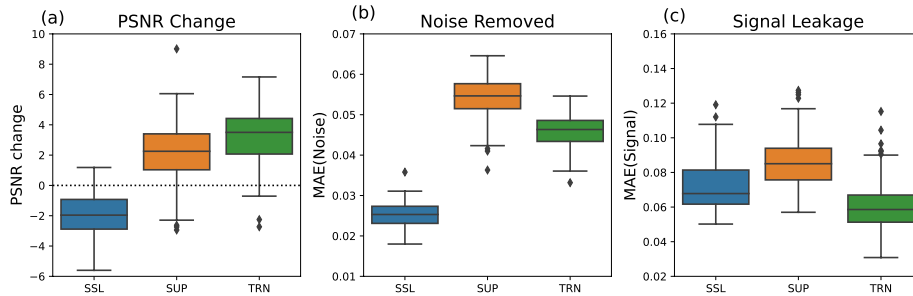 (a) PSNR Change
PSNR change
10
8
6
4
2
0
−2
−4
−6
SSL SUP TRN
(b) Noise Removed
MAE(Noise)
0.07
0.06
0.05
0.04
0.03
0.02
0.01
SSL SUP TRN
(c) Signal Leakage
MAE(Signal)
0.16
0.14
0.12
0.10
0.08
0.06
0.04
0.02
SSL SUP TRN